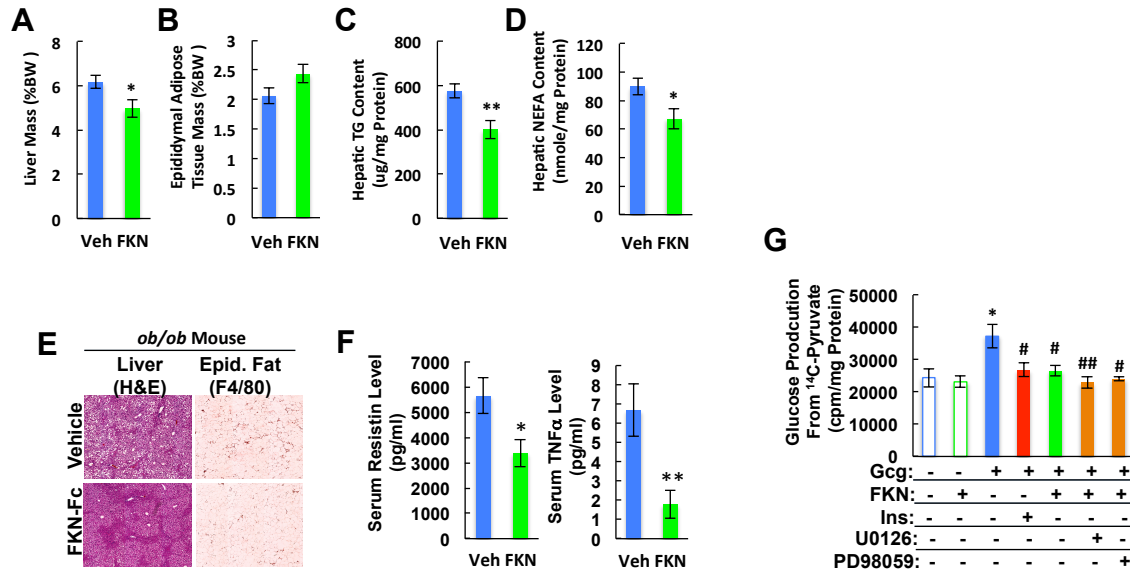 A
Liver Mass (%BW )
8
6
4
2
0
*
Veh FKN
B
Epididymal Adipose
Tissue Mass (%BW)
3
2.5
2
1.5
1
0.5
0
Veh FKN
C
Hepatic TG Content
(ug/mg Protein)
800
600
400
200
0
**
Veh FKN
D
Hepatic NEFA Content
(nmole/mg Protein)
120
100
80
60
40
20
0
*
Veh FKN
E
ob/ob Mouse
Liver Epid. Fat
(H&E) (F4/80)
Vehicle
FKN-Fc
F
Serum Resistin Level
(pg/ml)
7000
6000
5000
4000
3000
2000
1000
0
*
Veh FKN
Serum TNFα Level
(pg/ml)
9
8
7
6
5
4
3
2
1
0
**
Veh FKN
G
Glucose Prodcution
From 14C-Pyruvate
(cpm/mg Protein)
50000
40000
30000
20000
10000
0
* # # ## #
Gcg: - - + + + + +
FKN: - + - - + + +
Ins: - - - + - - -
U0126: - - - - - + -
PD98059: - - - - - - +